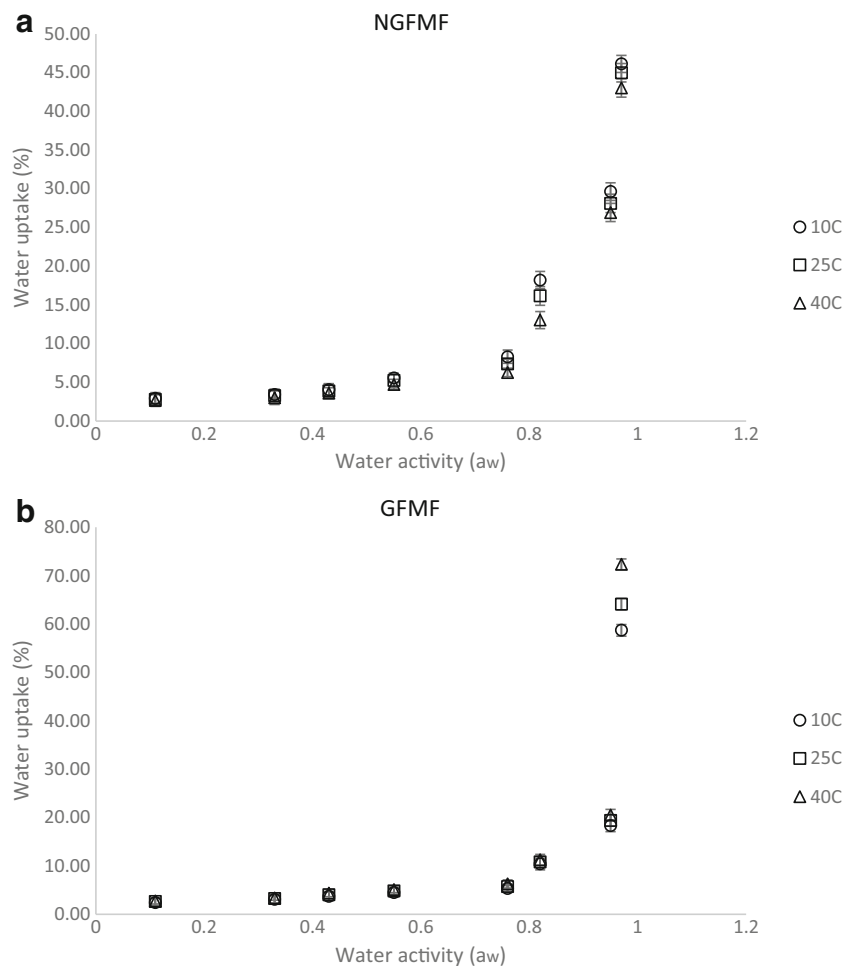 a
NGFMF
50.00
45.00
40.00
35.00
30.00
25.00
20.00
15.00
10.00
5.00
0.00
Water uptake (%)
0 0.2 0.4 0.6 0.8 1 1.2
Water activity (aw)
10C
25C
40C
b
GFMF
80.00
70.00
60.00
50.00
40.00
30.00
20.00
10.00
0.00
Water uptake (%)
0 0.2 0.4 0.6 0.8 1 1.2
Water activity (aw)
10C
25C
40C